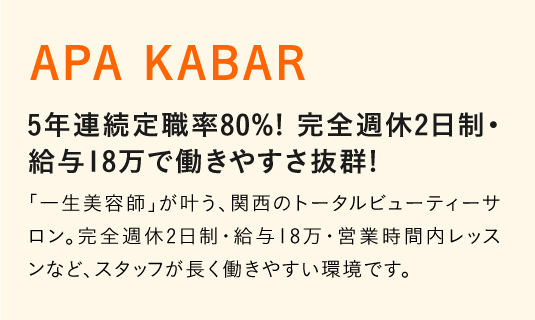 APA KABAR
5年連続定職率80%! 完全週休2日制・
給与18万で働きやすさ抜群!
「一生美容師」が叶う、関西のトータルビューティーサ
ロン。完全週休2日制・給与18万・営業時間内レッス
ンなど、スタッフが長く働きやすい環境です。